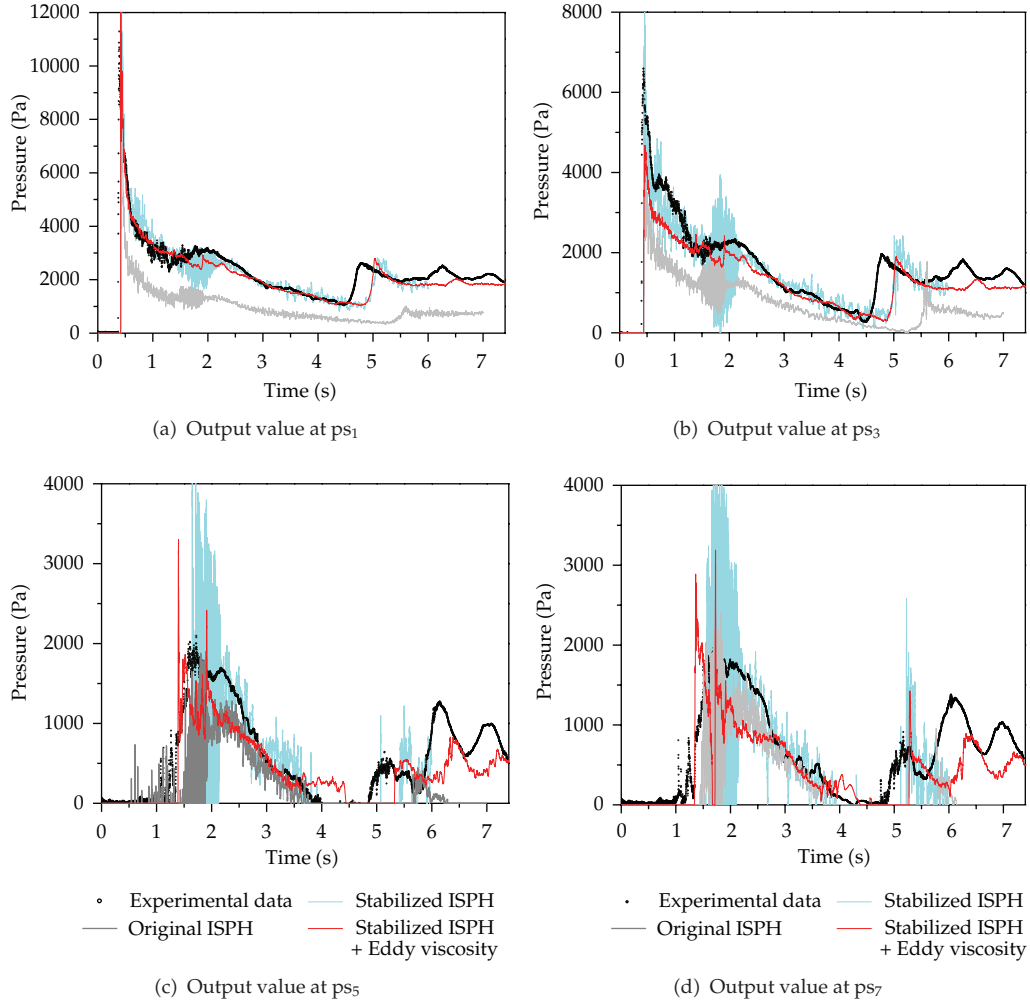 12000
10000
8000
6000
4000
2000
0
Pressure (Pa)
0 1 2 3 4 5 6 7
Time (s)
(a) Output value at ps₁
8000
6000
4000
2000
0
Pressure (Pa)
0 1 2 3 4 5 6 7
Time (s)
(b) Output value at ps₃
4000
3000
2000
1000
0
Pressure (Pa)
0 1 2 3 4 5 6 7
Time (s)
Experimental data
Stabilized ISPH
Original ISPH
Stabilized ISPH
+ Eddy viscosity
(c) Output value at ps₅
4000
3000
2000
1000
0
Pressure (Pa)
0 1 2 3 4 5 6 7
Time (s)
Experimental data
Stabilized ISPH
Original ISPH
Stabilized ISPH
+ Eddy viscosity
(d) Output value at ps₇